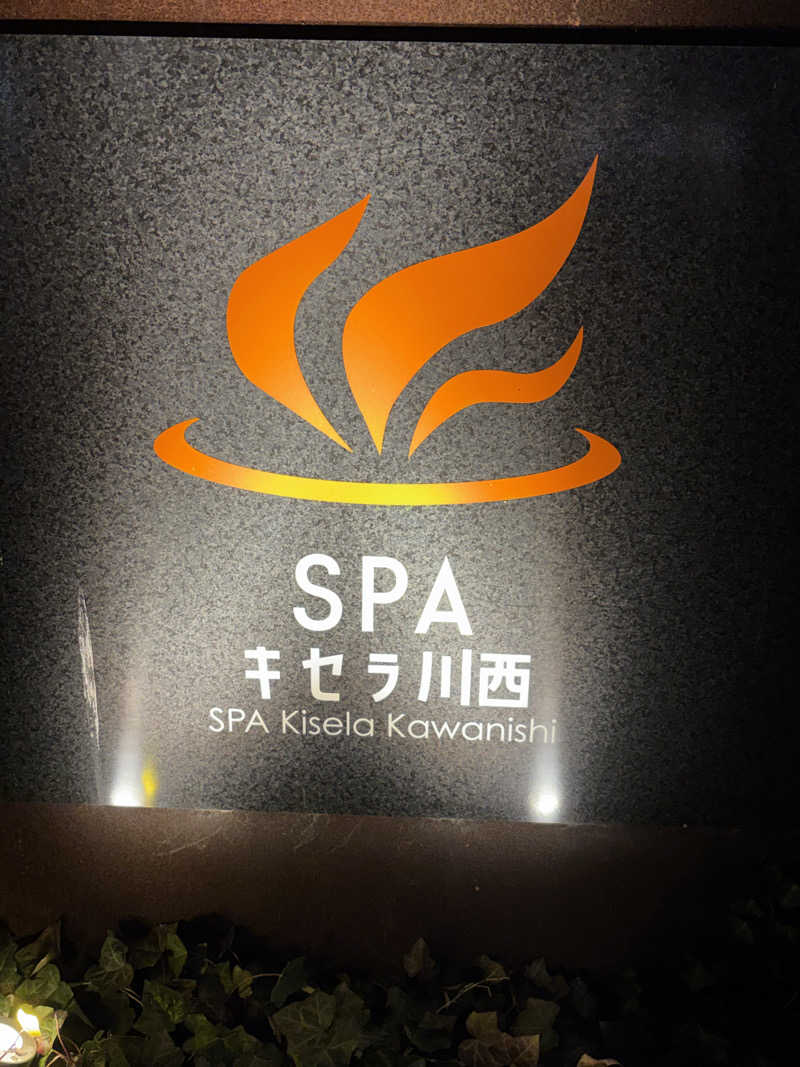 SPA
キセラ川西
SPA Kisela Kawanishi